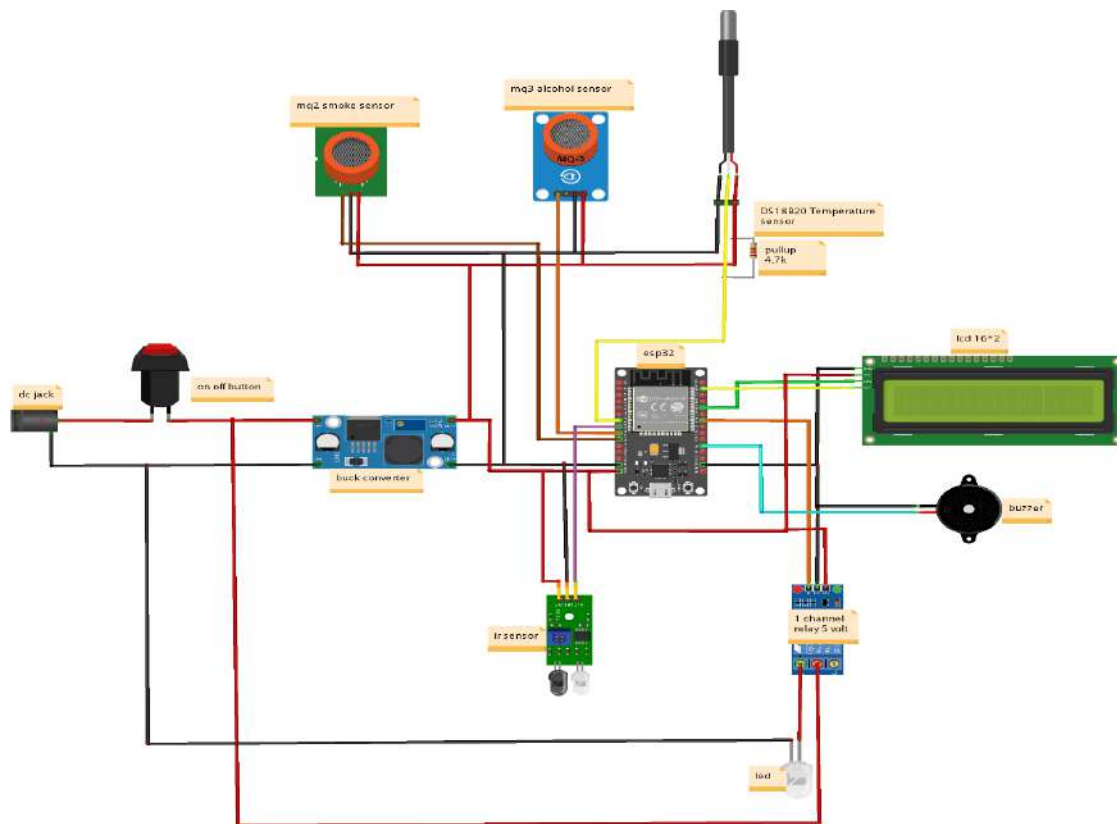 mq2 smoke sensor
mq3 alcohol sensor
MQ-3
DS18B20 Temperature
sensor
pullup
4.7k
esp32
lcd 16*2
on off button
dc jack
buck converter
buzzer
1 channel
relay 5 volt
ir sensor
led